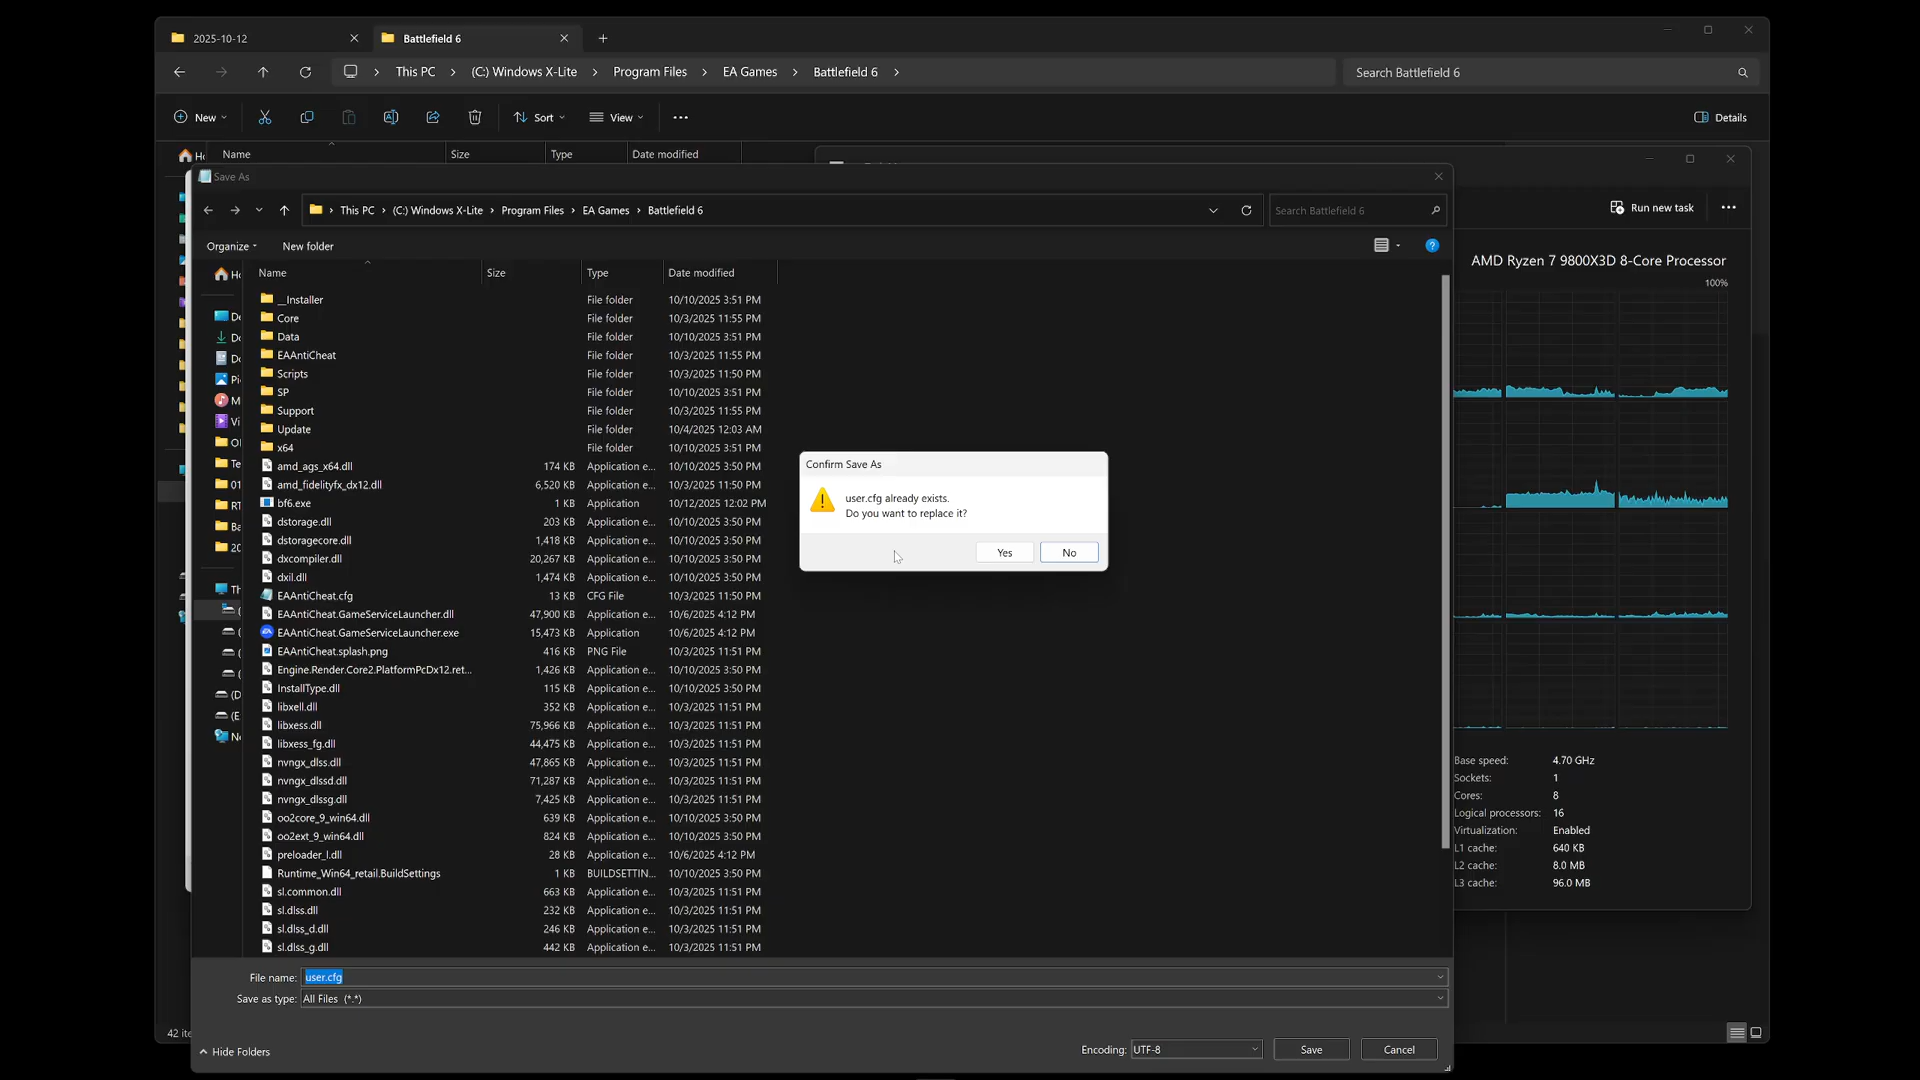 2025-10-12
Battlefield 6
This PC > (C:) Windows X-Lite > Program Files > EA Games > Battlefield 6 >
Search Battlefield 6
New
Sort
View
Details
Name Size Type Date modified
Save As
This PC > (C:) Windows X-Lite > Program Files > EA Games > Battlefield 6
Search Battlefield 6
Run new task
Organize
New folder
AMD Ryzen 7 9800X3D 8-Core Processor
100%
Name Size Type Date modified
__Installer File folder 10/10/2025 3:51 PM
Core File folder 10/3/2025 11:55 PM
Data File folder 10/10/2025 3:51 PM
EAAntiCheat File folder 10/3/2025 11:55 PM
Scripts File folder 10/3/2025 11:50 PM
SP File folder 10/10/2025 3:51 PM
Support File folder 10/3/2025 11:55 PM
Update File folder 10/4/2025 12:03 AM
x64 File folder 10/10/2025 3:51 PM
amd_ags_x64.dll 174 KB Application e... 10/10/2025 3:50 PM
amd_fidelityfx_dx12.dll 6,520 KB Application e... 10/3/2025 11:50 PM
bf6.exe 1 KB Application 10/12/2025 12:02 PM
dstorage.dll 203 KB Application e... 10/10/2025 3:50 PM
dstoragecore.dll 1,418 KB Application e... 10/10/2025 3:50 PM
dxcompiler.dll 20,267 KB Application e... 10/10/2025 3:50 PM
dxil.dll 1,474 KB Application e... 10/10/2025 3:50 PM
EAAntiCheat.cfg 13 KB CFG File 10/3/2025 11:50 PM
EAAntiCheat.GameServiceLauncher.dll 47,900 KB Application e... 10/6/2025 4:12 PM
EAAntiCheat.GameServiceLauncher.exe 15,473 KB Application 10/6/2025 4:12 PM
EAAntiCheat.splash.png 416 KB PNG File 10/3/2025 11:51 PM
Engine.Render.Core2.PlatformPcDx12.ret... 1,426 KB Application e... 10/10/2025 3:50 PM
InstallType.dll 115 KB Application e... 10/10/2025 3:50 PM
libxell.dll 352 KB Application e... 10/3/2025 11:51 PM
libxess.dll 75,966 KB Application e... 10/3/2025 11:51 PM
libxess_fg.dll 44,475 KB Application e... 10/3/2025 11:51 PM
nvngx_dlss.dll 47,865 KB Application e... 10/3/2025 11:51 PM
nvngx_dlssd.dll 71,287 KB Application e... 10/3/2025 11:51 PM
nvngx_dlssg.dll 7,425 KB Application e... 10/3/2025 11:51 PM
oo2core_9_win64.dll 639 KB Application e... 10/10/2025 3:50 PM
oo2ext_9_win64.dll 824 KB Application e... 10/10/2025 3:50 PM
preloader_l.dll 28 KB Application e... 10/6/2025 4:12 PM
Runtime_Win64_retail.BuildSettings 1 KB BUILDSETTIN... 10/10/2025 3:50 PM
sl.common.dll 663 KB Application e... 10/3/2025 11:51 PM
sl.dlss.dll 232 KB Application e... 10/3/2025 11:51 PM
sl.dlss_d.dll 246 KB Application e... 10/3/2025 11:51 PM
sl.dlss_g.dll 442 KB Application e... 10/3/2025 11:51 PM
Confirm Save As
user.cfg already exists.
Do you want to replace it?
Yes
No
Base speed: 4.70 GHz
Sockets: 1
Cores: 8
Logical processors: 16
Virtualization: Enabled
L1 cache: 640 KB
L2 cache: 8.0 MB
L3 cache: 96.0 MB
File name: user.cfg
Save as type: All Files (*.*)
42 ite
Hide Folders
Encoding: UTF-8
Save
Cancel